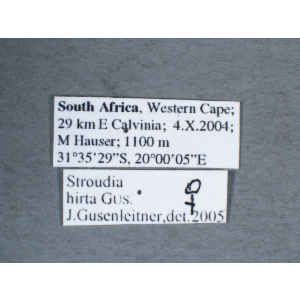 South Africa, Western Cape;
29 km E Calvinia; 4.X.2004;
M Hauser; 1100 m
31°35'29"S, 20°00'05"E
Stroudia ♀
hirta GUS.
J.Gusenleitner,det.2005